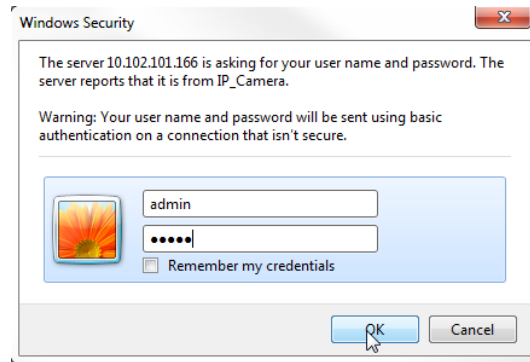 Windows Security
The server 10.102.101.166 is asking for your user name and password. The
server reports that it is from IP_Camera.
Warning: Your user name and password will be sent using basic
authentication on a connection that isn't secure.
admin
•••••
Remember my credentials
OK
Cancel